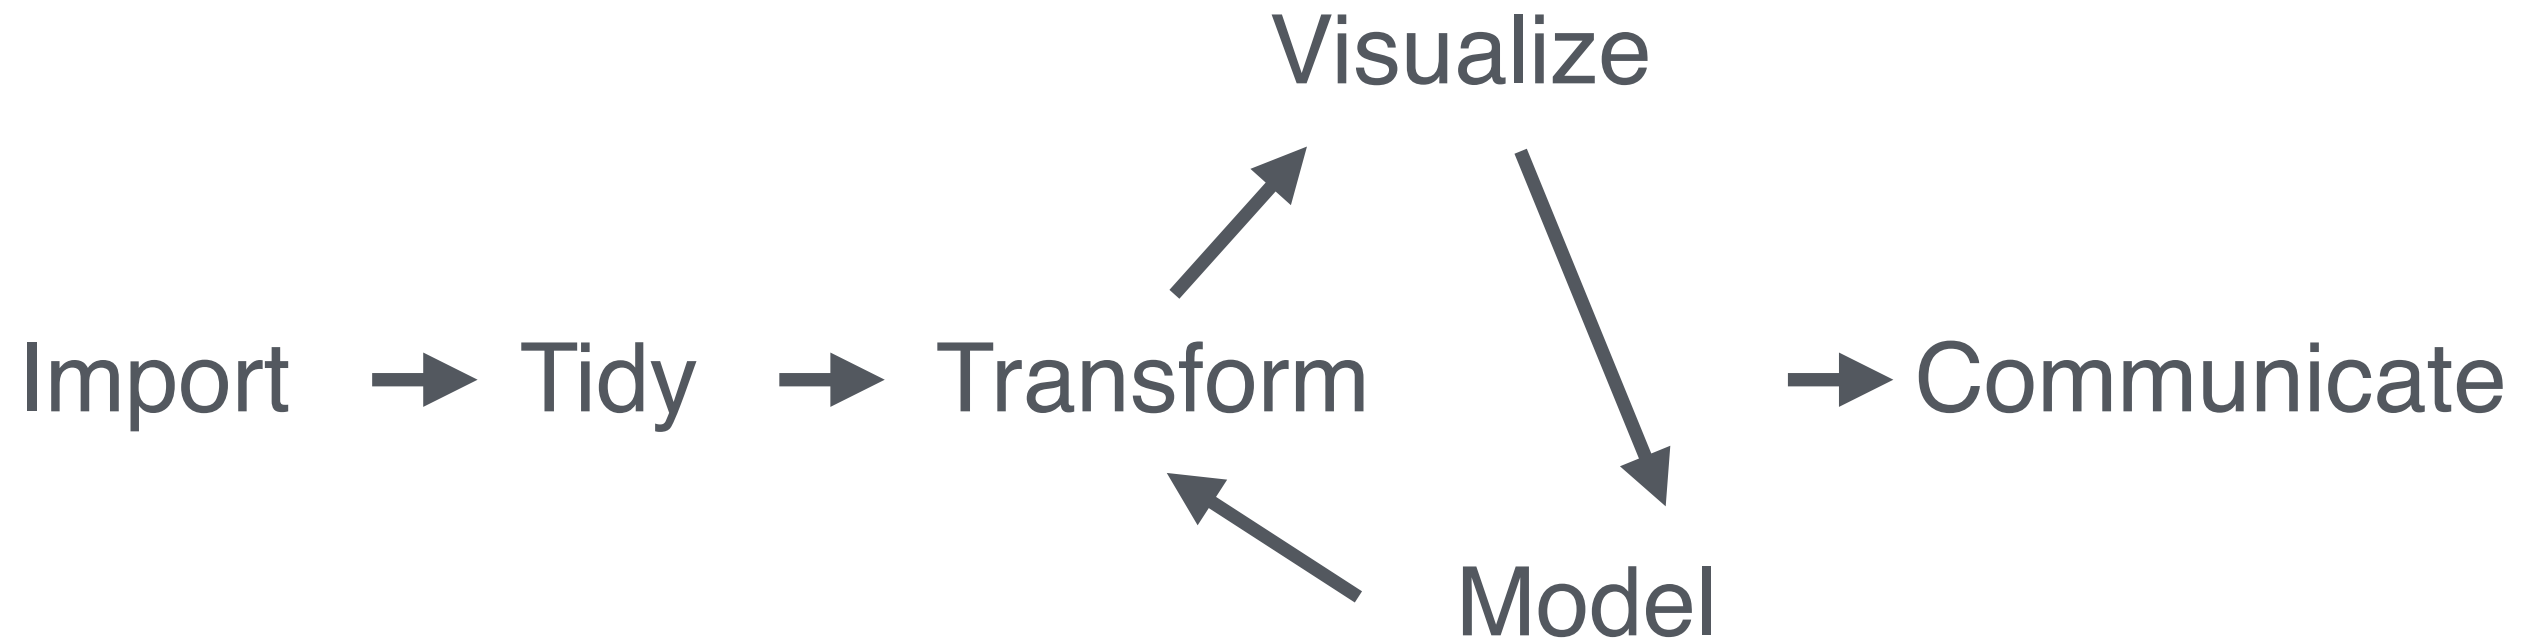 Visualize
Import
Tidy
Transform
Communicate
Model